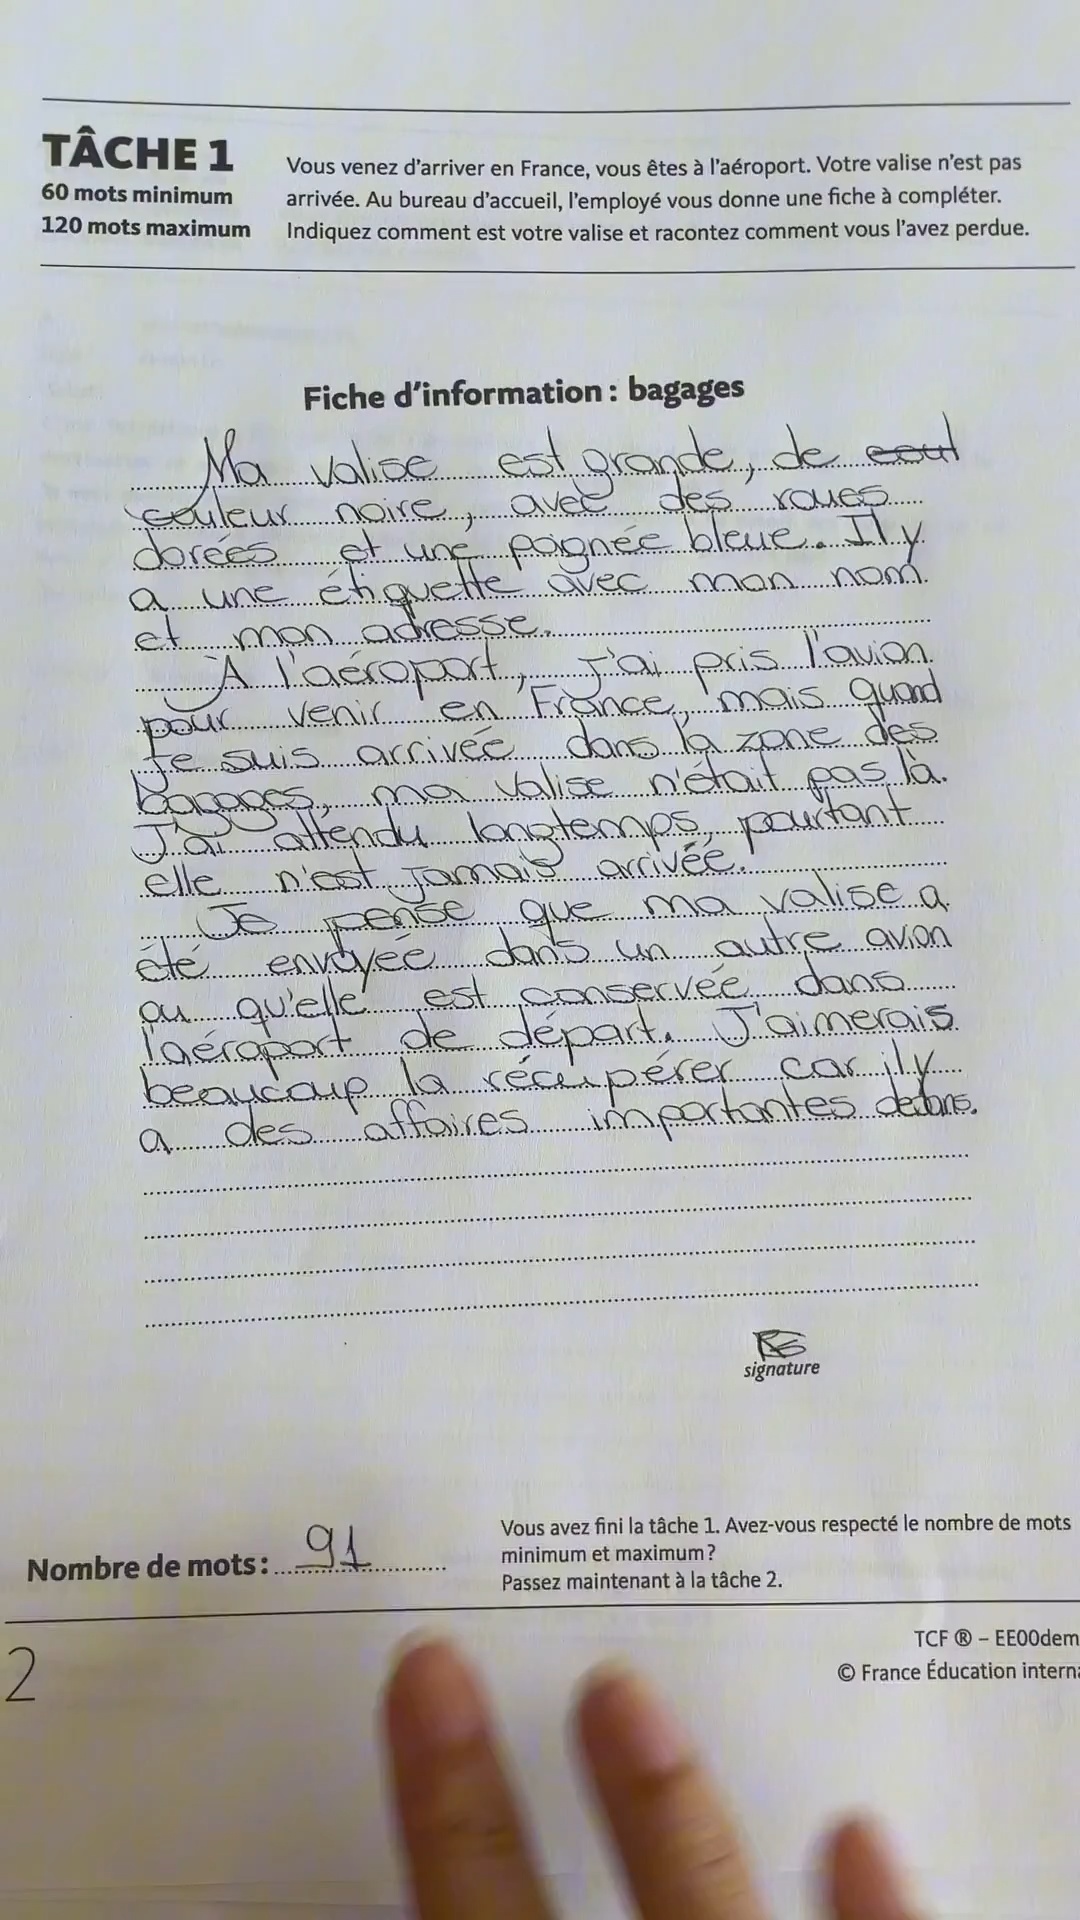 TÂCHE 1
60 mots minimum
120 mots maximum
Vous venez d'arriver en France, vous êtes à l'aéroport. Votre valise n'est pas
arrivée. Au bureau d'accueil, l'employé vous donne une fiche à compléter.
Indiquez comment est votre valise et racontez comment vous l'avez perdue.
Fiche d'information : bagages
Ma valise est grande, de coul
couleur noire, avec des roues
dorées et une poignée bleue. Il y
a une étiquette avec mon nom
et mon adresse.
À l'aéroport, j'ai pris l'avion
pour venir en France, mais quand
je suis arrivée dans la zone des
bagages, ma valise n'était pas là.
J'ai attendu longtemps, pourtant
elle n'est jamais arrivée.
Je pense que ma valise a
été envoyée dans un autre avion
ou qu'elle est conservée dans
l'aéroport de départ. J'aimerais
beaucoup la récupérer car il y
a des affaires importantes dedans.
signature
Nombre de mots : 91
Vous avez fini la tâche 1. Avez-vous respecté le nombre de mots
minimum et maximum ?
Passez maintenant à la tâche 2.
2
TCF ® – EE00dem
© France Éducation interna